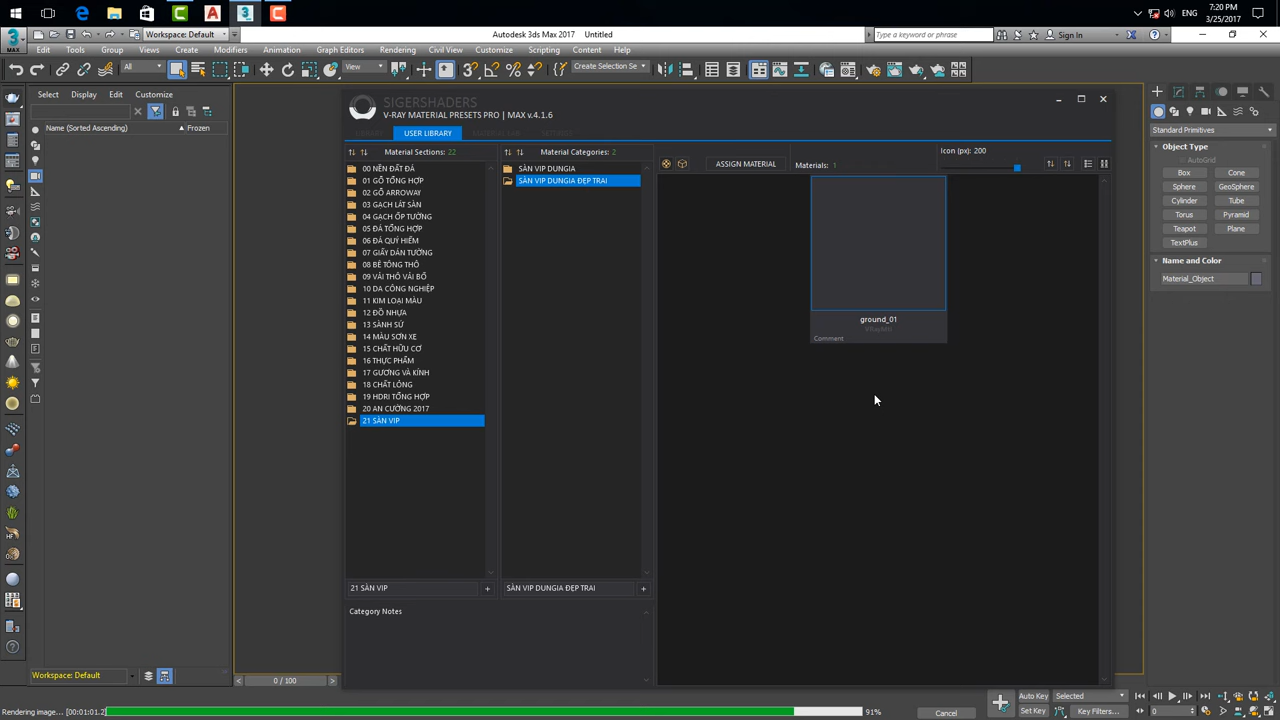 7:20 PM
ENG
3/25/2017
MAX
Workspace: Default
Autodesk 3ds Max 2017    Untitled
Type a keyword or phrase
Sign In
Edit Tools Group Views Create Modifiers Animation Graph Editors Rendering Civil View Customize Scripting Content Help
All
View
Create Selection Se
Select Display Edit Customize
Name (Sorted Ascending)
Frozen
SIGERSHADERS
V-RAY MATERIAL PRESETS PRO | MAX v.4.1.6
LIBRARY
USER LIBRARY
Material Sections: 22
Material Categories: 2
ASSIGN MATERIAL
Materials: 1
Icon (px): 200
00 NỀN ĐẤT ĐÁ
01 GỖ TỔNG HỢP
02 GỖ ARROWAY
03 GẠCH LÁT SÀN
04 GẠCH ỐP TƯỜNG
05 ĐÁ TỔNG HỢP
06 ĐÁ QUÝ HIẾM
07 GIẤY DÁN TƯỜNG
08 BÊ TÔNG THÔ
09 VẢI THÔ VẢI BỐ
10 DA CÔNG NGHIỆP
11 KIM LOẠI MÀU
12 ĐỒ NHỰA
13 SÀNH SỨ
14 MÀU SƠN XE
15 CHẤT HỮU CƠ
16 THỰC PHẨM
17 GƯƠNG VÀ KÍNH
18 CHẤT LỎNG
19 HDRI TỔNG HỢP
20 AN CƯỜNG 2017
21 SÀN VIP
SÀN VIP DUNGIA
SÀN VIP DUNGIA ĐẸP TRAI
ground_01
VRayMtl
Comment
21 SÀN VIP
+
SÀN VIP DUNGIA ĐẸP TRAI
+
Category Notes
Standard Primitives
Object Type
AutoGrid
Box Cone
Sphere GeoSphere
Cylinder Tube
Torus Pyramid
Teapot Plane
TextPlus
Name and Color
Material_Object
Workspace: Default
0 / 100
Rendering image... [00:01:01.2]
91%
Cancel
Auto Key
Selected
Set Key
Key Filters...
0